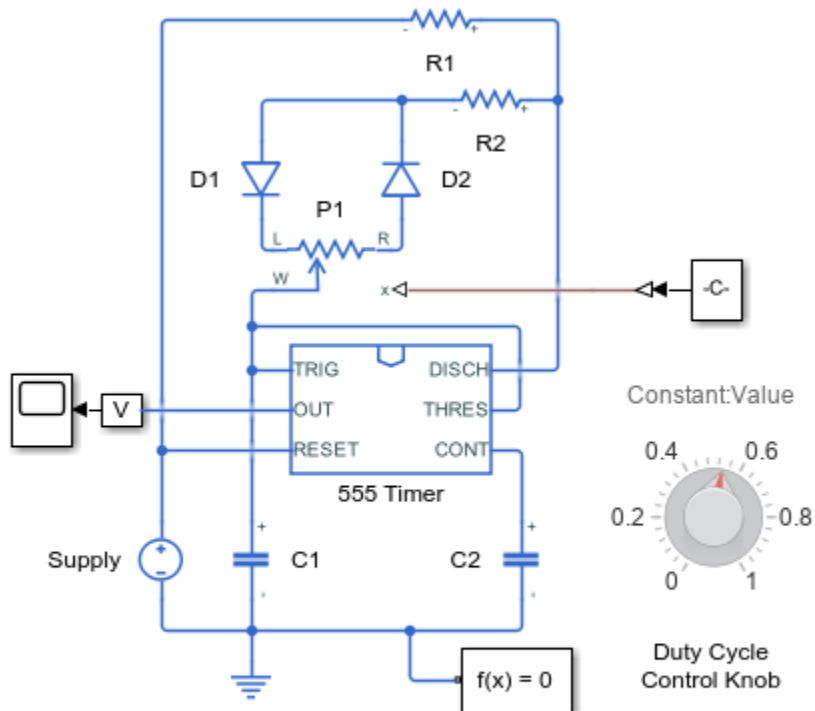 - +
R1
- +
R2
D1
D2
P1
L
R
W
x
-C-
TRIG
DISCH
Constant:Value
V
OUT
THRES
0.4
0.6
RESET
CONT
555 Timer
0.2
0.8
+
+
Supply
+
-
C1
C2
0
1
-
-
f(x) = 0
Duty Cycle
Control Knob